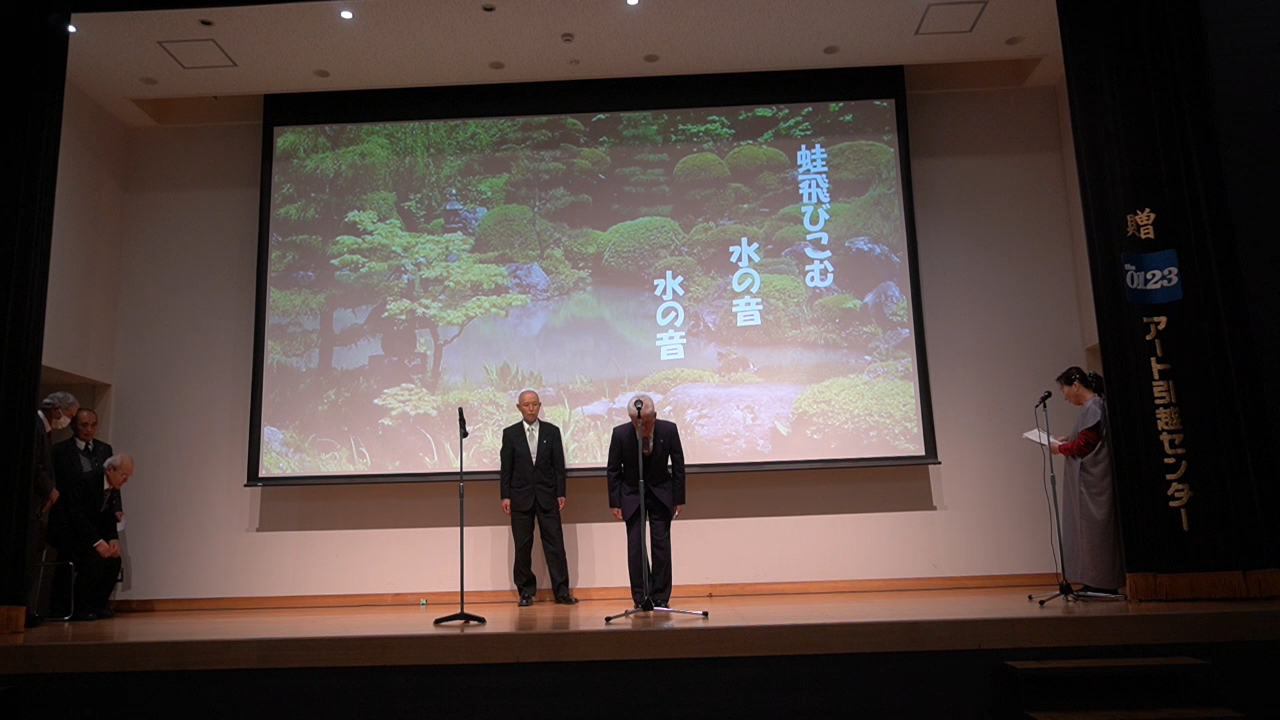 蛙飛びこむ
水の音
水の音
贈
0123
アート引越センター